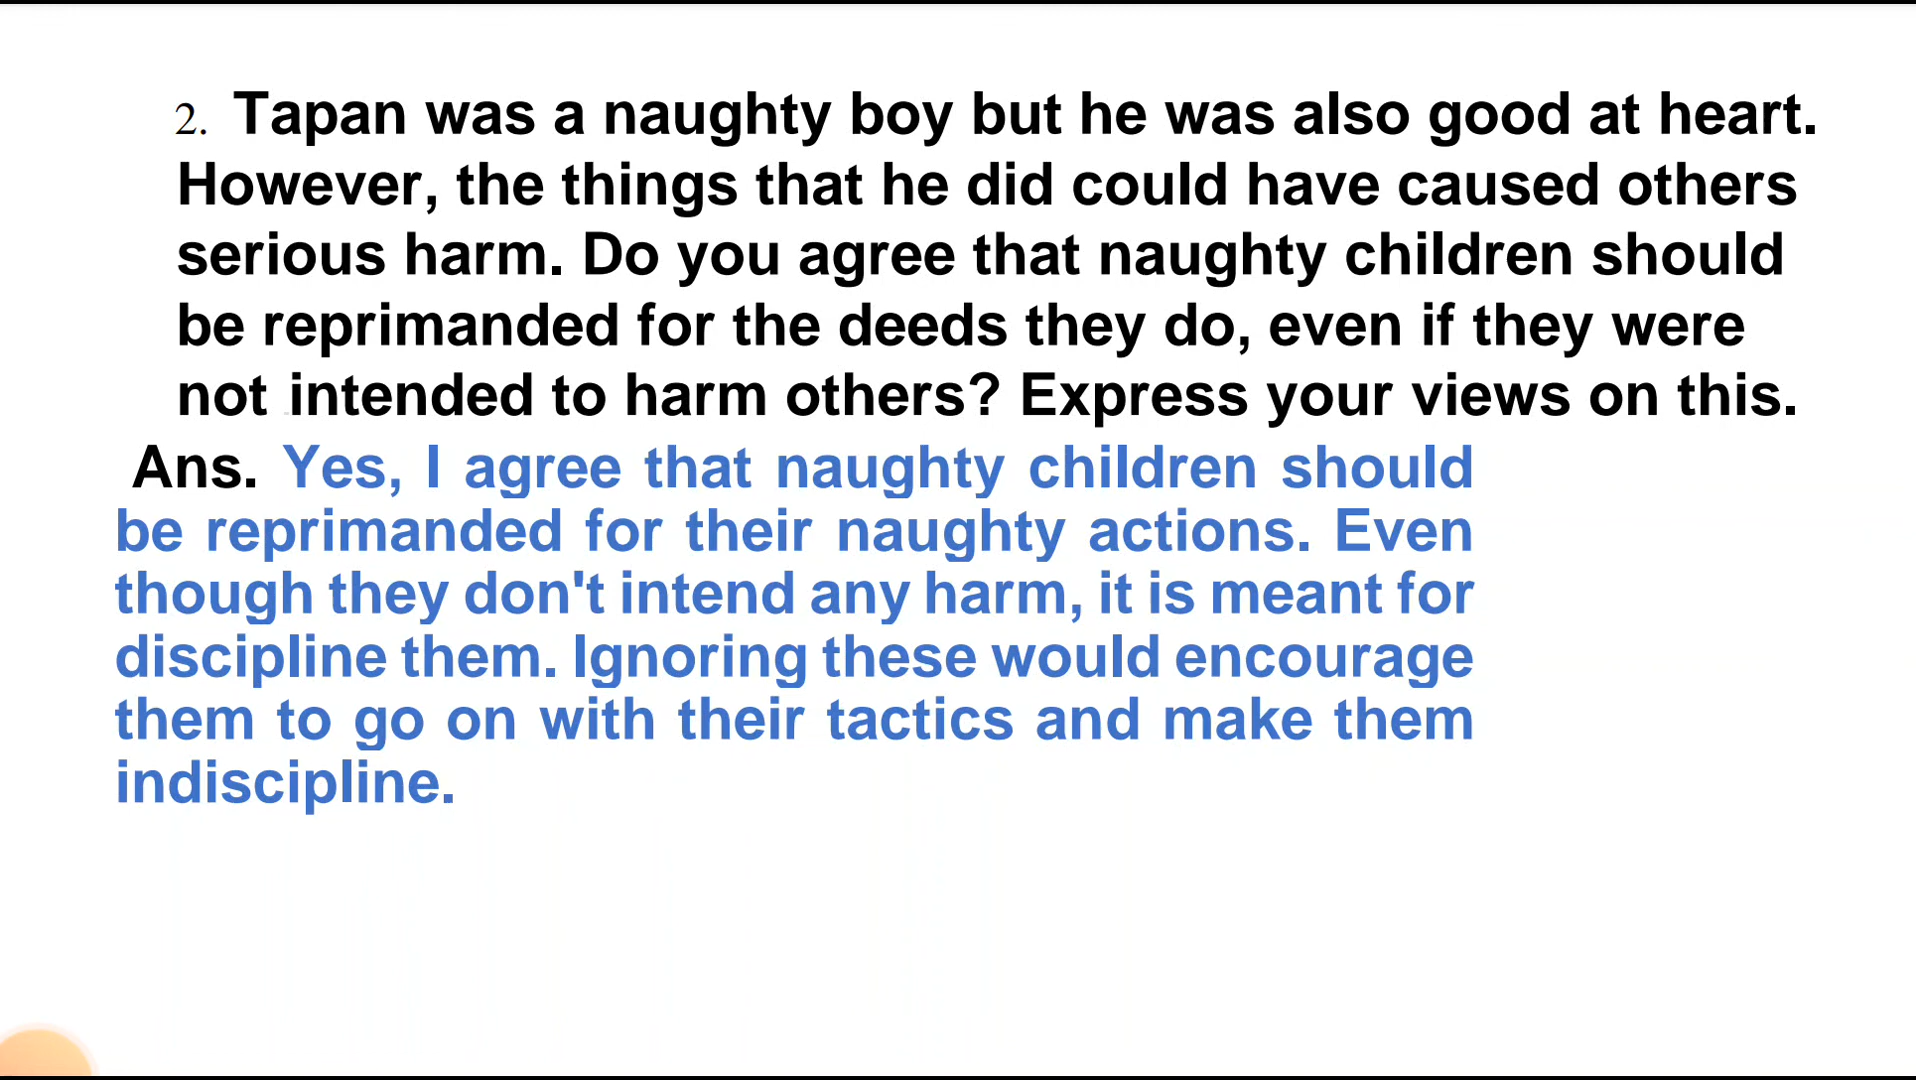 2. Tapan was a naughty boy but he was also good at heart.
However, the things that he did could have caused others
serious harm. Do you agree that naughty children should
be reprimanded for the deeds they do, even if they were
not intended to harm others? Express your views on this.
Ans. Yes, I agree that naughty children should
be reprimanded for their naughty actions. Even
though they don't intend any harm, it is meant for
discipline them. Ignoring these would encourage
them to go on with their tactics and make them
indiscipline.